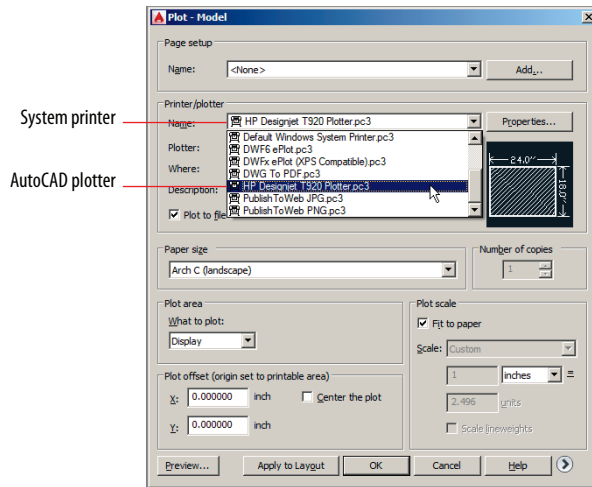 Plot - Model
Page setup
Name:
<None>
Add...
Printer/plotter
System printer
Name:
HP Designjet T920 Plotter.pc3
Properties...
Default Windows System Printer.pc3
Plotter:
DWF6 ePlot.pc3
DWFx ePlot (XPS Compatible).pc3
Where:
DWG To PDF.pc3
AutoCAD plotter
HP Designjet T920 Plotter.pc3
Description:
PublishToWeb JPG.pc3
Plot to file
PublishToWeb PNG.pc3
24.0''
18.0''
Paper size
Arch C (landscape)
Number of copies
1
Plot area
What to plot:
Display
Plot offset (origin set to printable area)
X: 0.000000 inch
Center the plot
Y: 0.000000 inch
Plot scale
Fit to paper
Scale: Custom
1 inches =
2.496 units
Scale lineweights
Preview...
Apply to Layout
OK
Cancel
Help